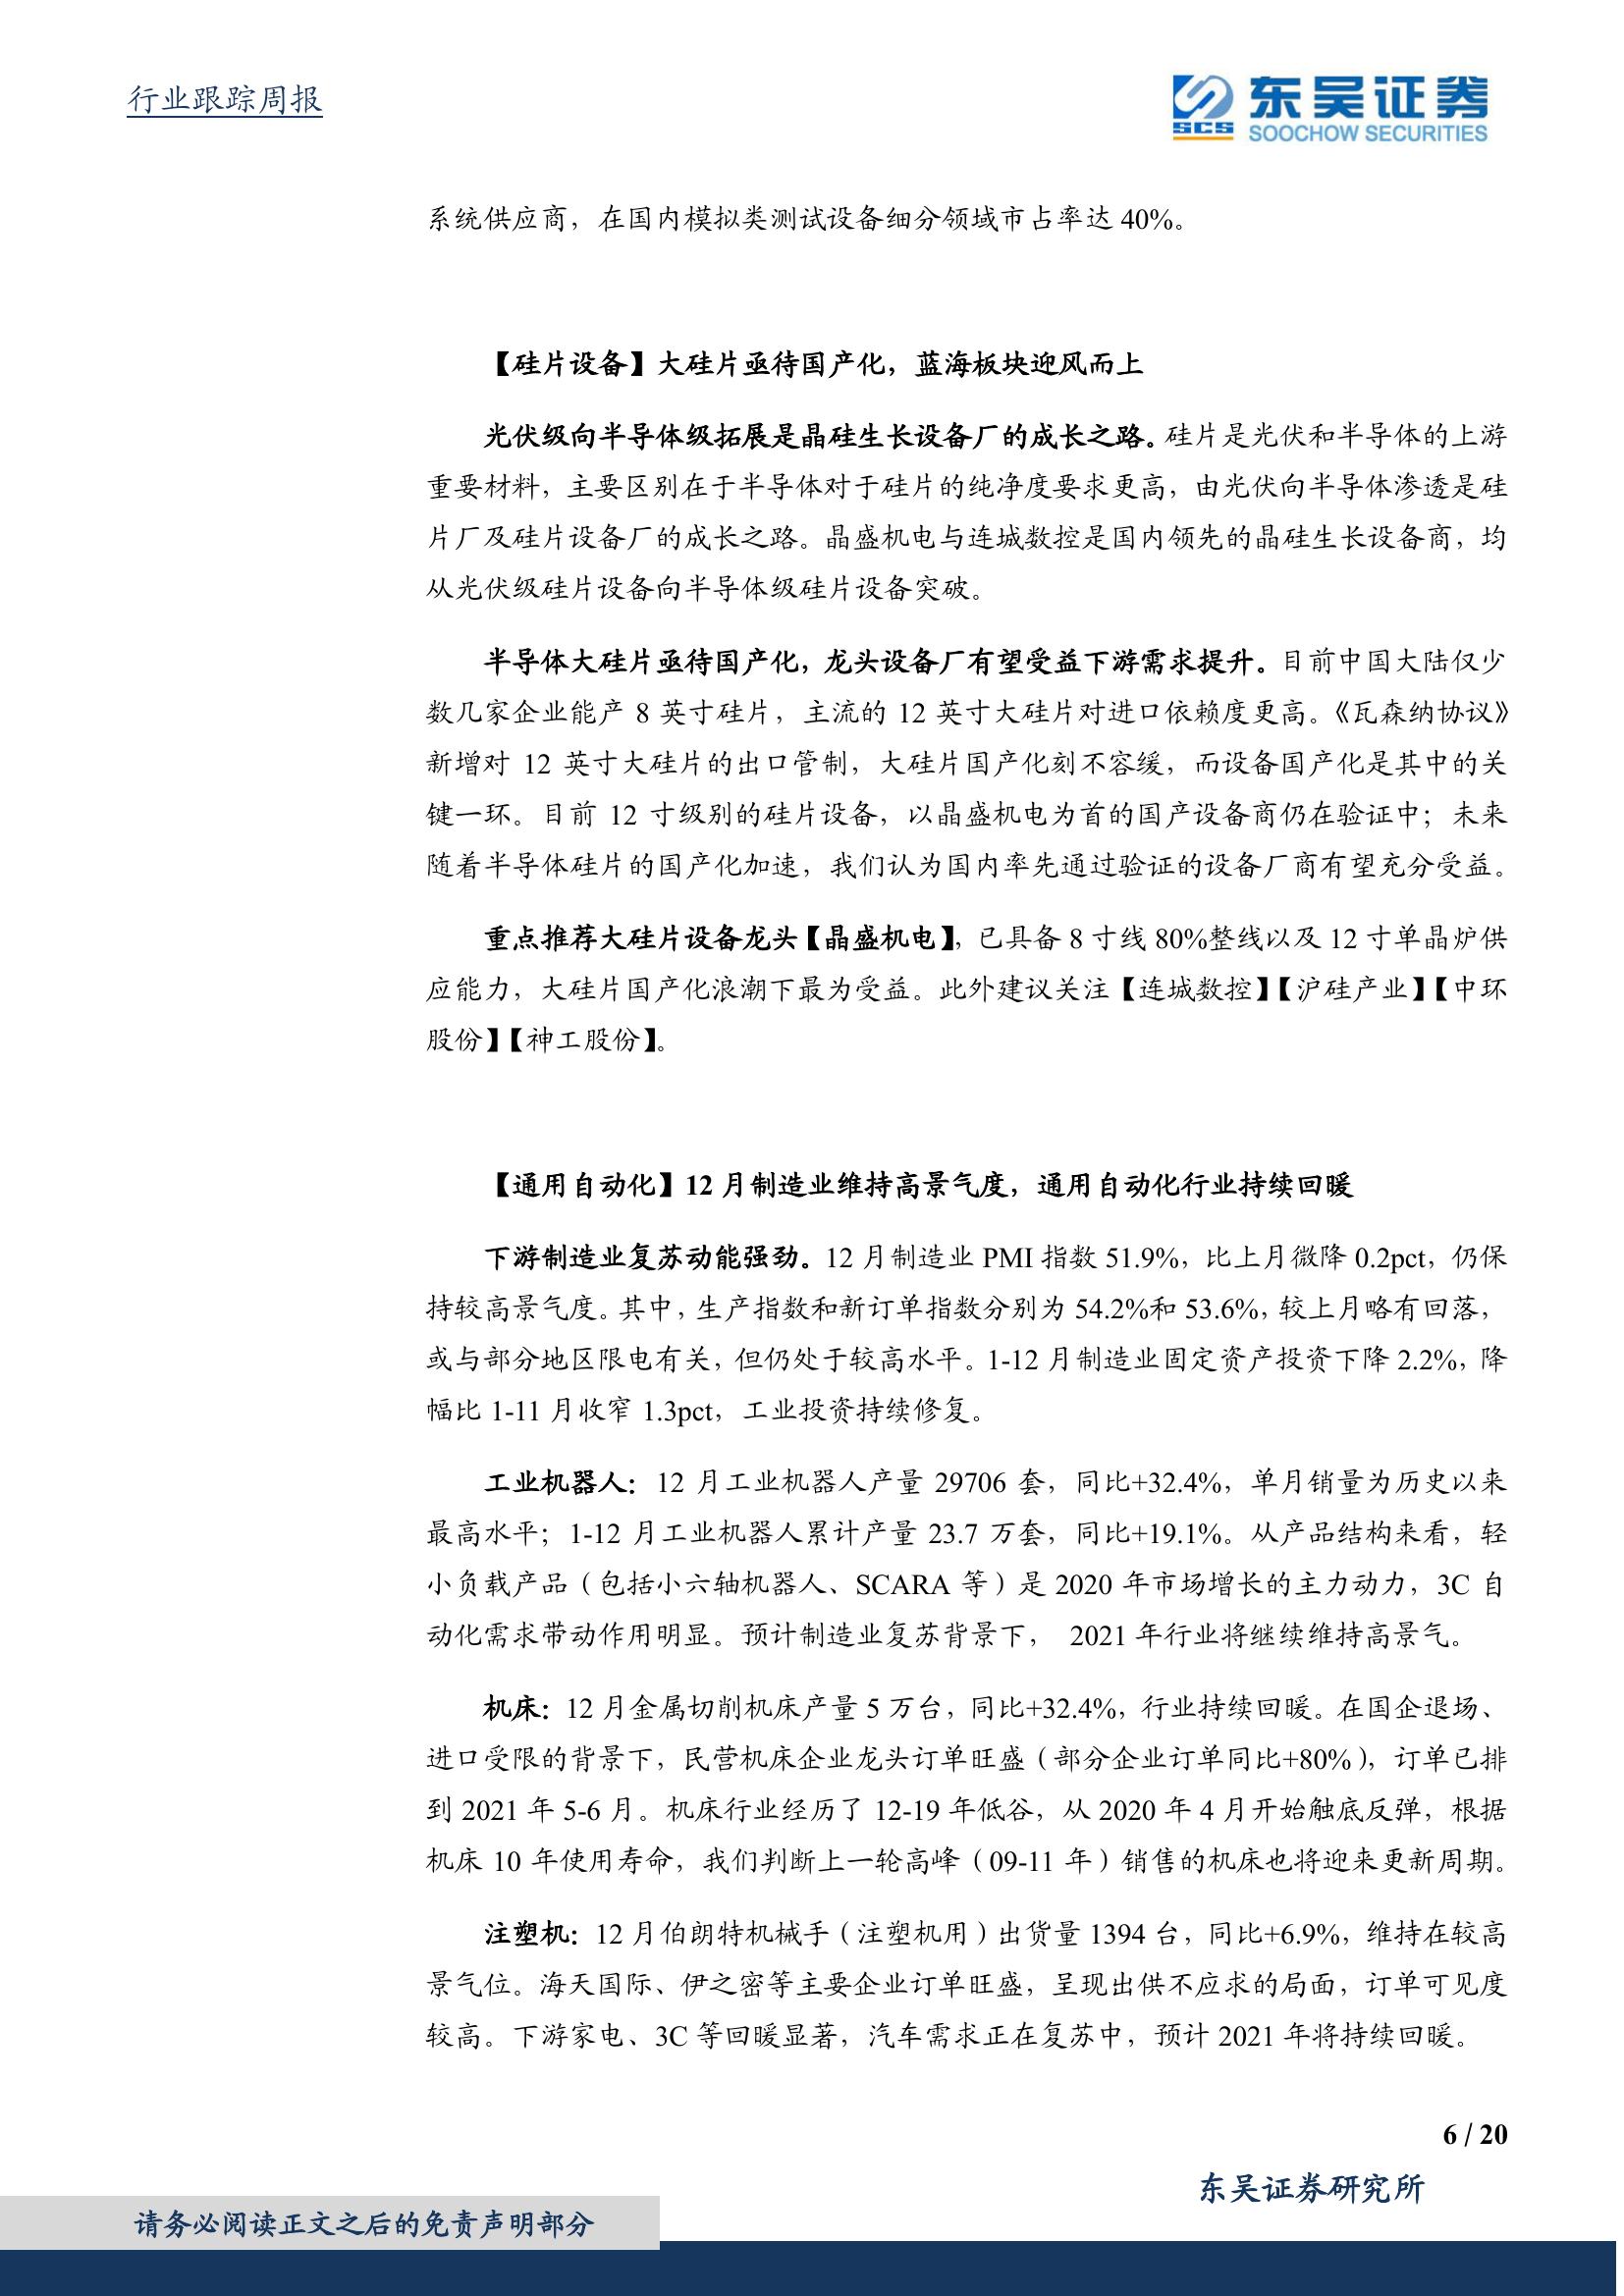 行业跟踪周报
SCS 东吴证券
SOOCHOW SECURITIES
系统供应商，在国内模拟类测试设备细分领域市占率达 40%。
【硅片设备】大硅片亟待国产化，蓝海板块迎风而上
光伏级向半导体级拓展是晶硅生长设备厂的成长之路。硅片是光伏和半导体的上游
重要材料，主要区别在于半导体对于硅片的纯净度要求更高，由光伏向半导体渗透是硅
片厂及硅片设备厂的成长之路。晶盛机电与连城数控是国内领先的晶硅生长设备商，均
从光伏级硅片设备向半导体级硅片设备突破。
半导体大硅片亟待国产化，龙头设备厂有望受益下游需求提升。目前中国大陆仅少
数几家企业能产 8 英寸硅片，主流的 12 英寸大硅片对进口依赖度更高。《瓦森纳协议》
新增对 12 英寸大硅片的出口管制，大硅片国产化刻不容缓，而设备国产化是其中的关
键一环。目前 12 寸级别的硅片设备，以晶盛机电为首的国产设备商仍在验证中；未来
随着半导体硅片的国产化加速，我们认为国内率先通过验证的设备厂商有望充分受益。
重点推荐大硅片设备龙头【晶盛机电】，已具备 8 寸线 80%整线以及 12 寸单晶炉供
应能力，大硅片国产化浪潮下最为受益。此外建议关注【连城数控】【沪硅产业】【中环
股份】【神工股份】。
【通用自动化】12 月制造业维持高景气度，通用自动化行业持续回暖
下游制造业复苏动能强劲。12 月制造业 PMI 指数 51.9%，比上月微降 0.2pct，仍保
持较高景气度。其中，生产指数和新订单指数分别为 54.2%和 53.6%，较上月略有回落，
或与部分地区限电有关，但仍处于较高水平。1-12 月制造业固定资产投资下降 2.2%，降
幅比 1-11 月收窄 1.3pct，工业投资持续修复。
工业机器人：12 月工业机器人产量 29706 套，同比+32.4%，单月销量为历史以来
最高水平；1-12 月工业机器人累计产量 23.7 万套，同比+19.1%。从产品结构来看，轻
小负载产品（包括小六轴机器人、SCARA 等）是 2020 年市场增长的主力动力，3C 自
动化需求带动作用明显。预计制造业复苏背景下， 2021 年行业将继续维持高景气。
机床：12 月金属切削机床产量 5 万台，同比+32.4%，行业持续回暖。在国企退场、
进口受限的背景下，民营机床企业龙头订单旺盛（部分企业订单同比+80%），订单已排
到 2021 年 5-6 月。机床行业经历了 12-19 年低谷，从 2020 年 4 月开始触底反弹，根据
机床 10 年使用寿命，我们判断上一轮高峰（09-11 年）销售的机床也将迎来更新周期。
注塑机：12 月伯朗特机械手（注塑机用）出货量 1394 台，同比+6.9%，维持在较高
景气位。海天国际、伊之密等主要企业订单旺盛，呈现出供不应求的局面，订单可见度
较高。下游家电、3C 等回暖显著，汽车需求正在复苏中，预计 2021 年将持续回暖。
6 / 20
东吴证券研究所
请务必阅读正文之后的免责声明部分